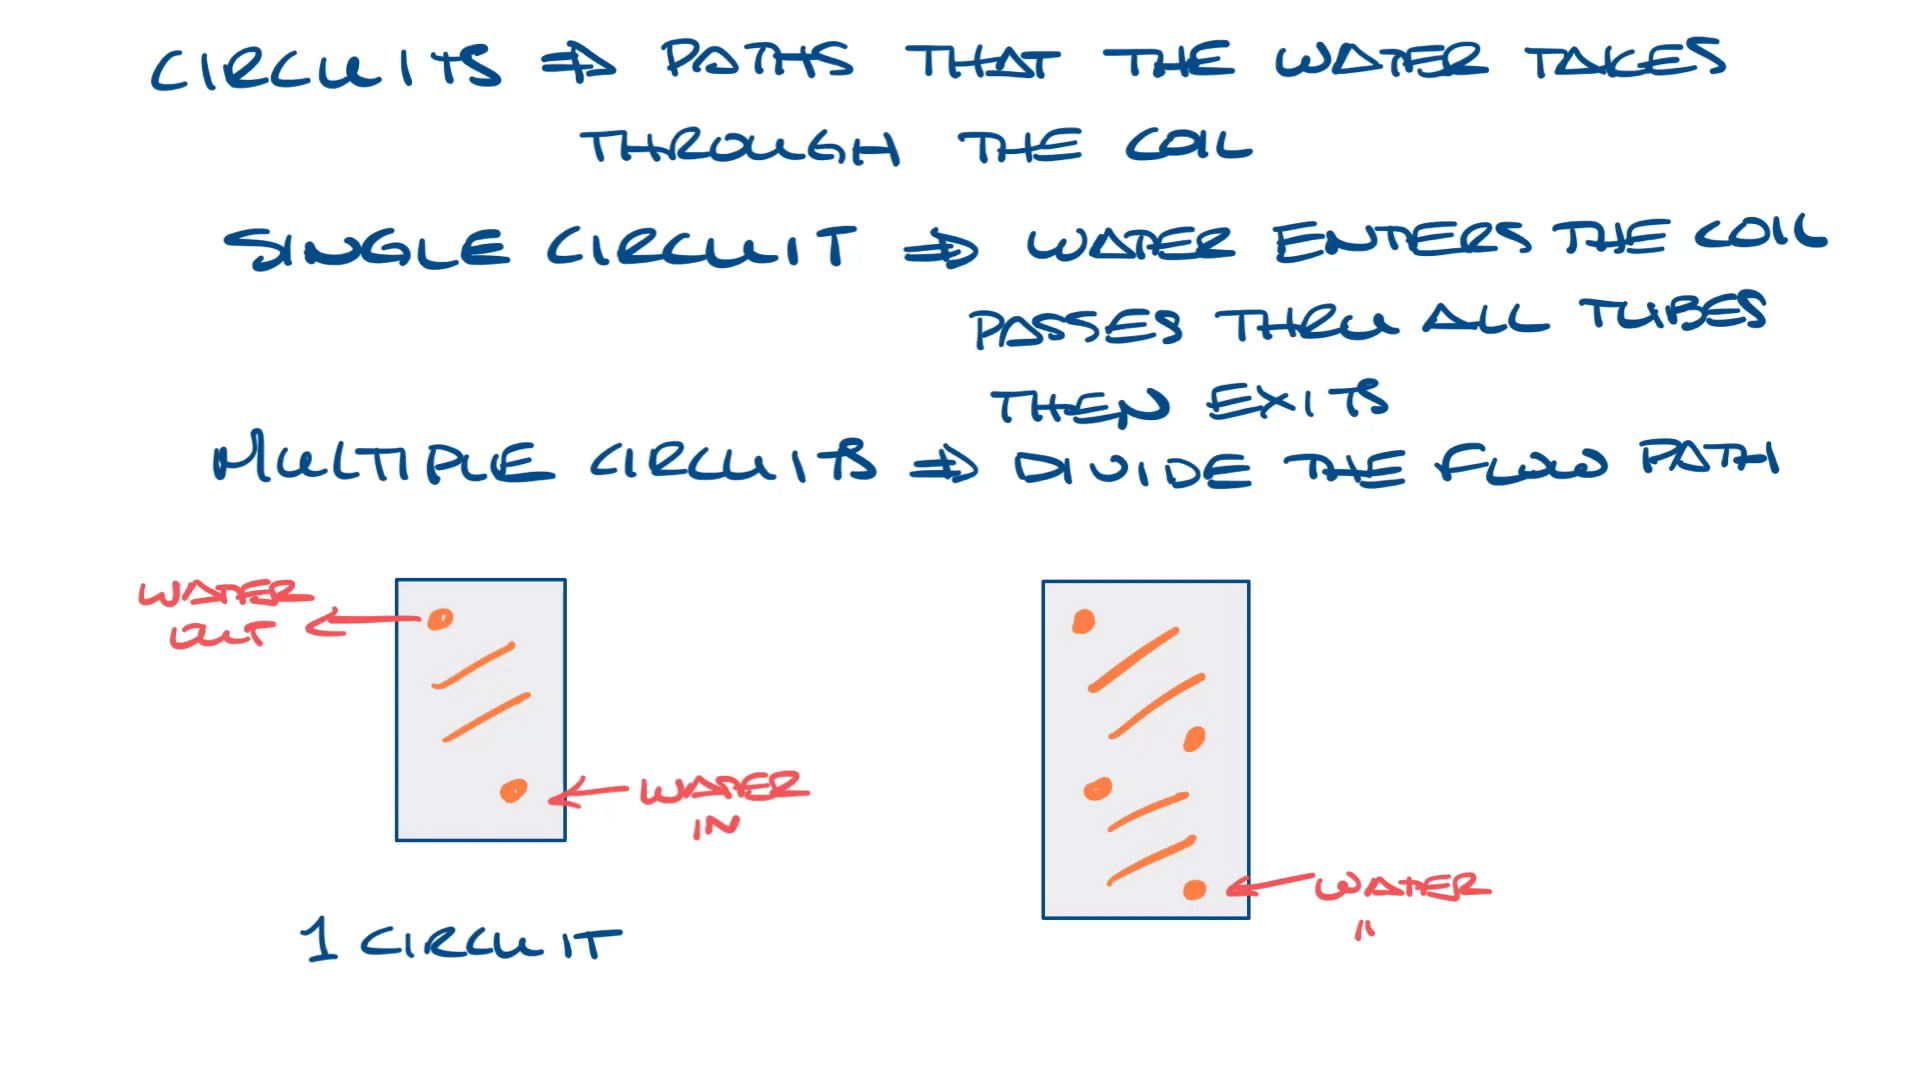 CIRCUITS ⇒ PATHS THAT THE WATER TAKES
THROUGH THE COIL
SINGLE CIRCUIT ⇒ WATER ENTERS THE COIL
PASSES THRU ALL TUBES
THEN EXITS
MULTIPLE CIRCUITS ⇒ DIVIDE THE FLOW PATH
WATER
OUT
WATER
IN
1 CIRCUIT
WATER